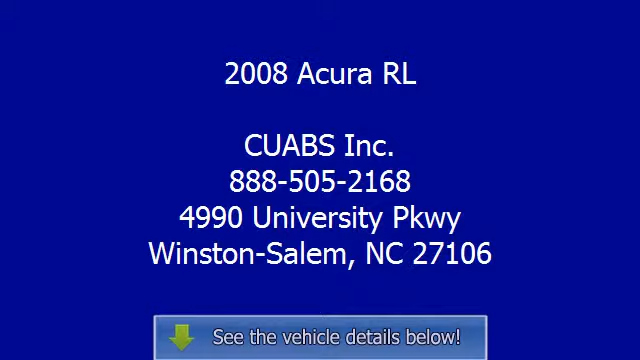 2008 Acura RL
CUABS Inc.
888-505-2168
4990 University Pkwy
Winston-Salem, NC 27106
See the vehicle details below!